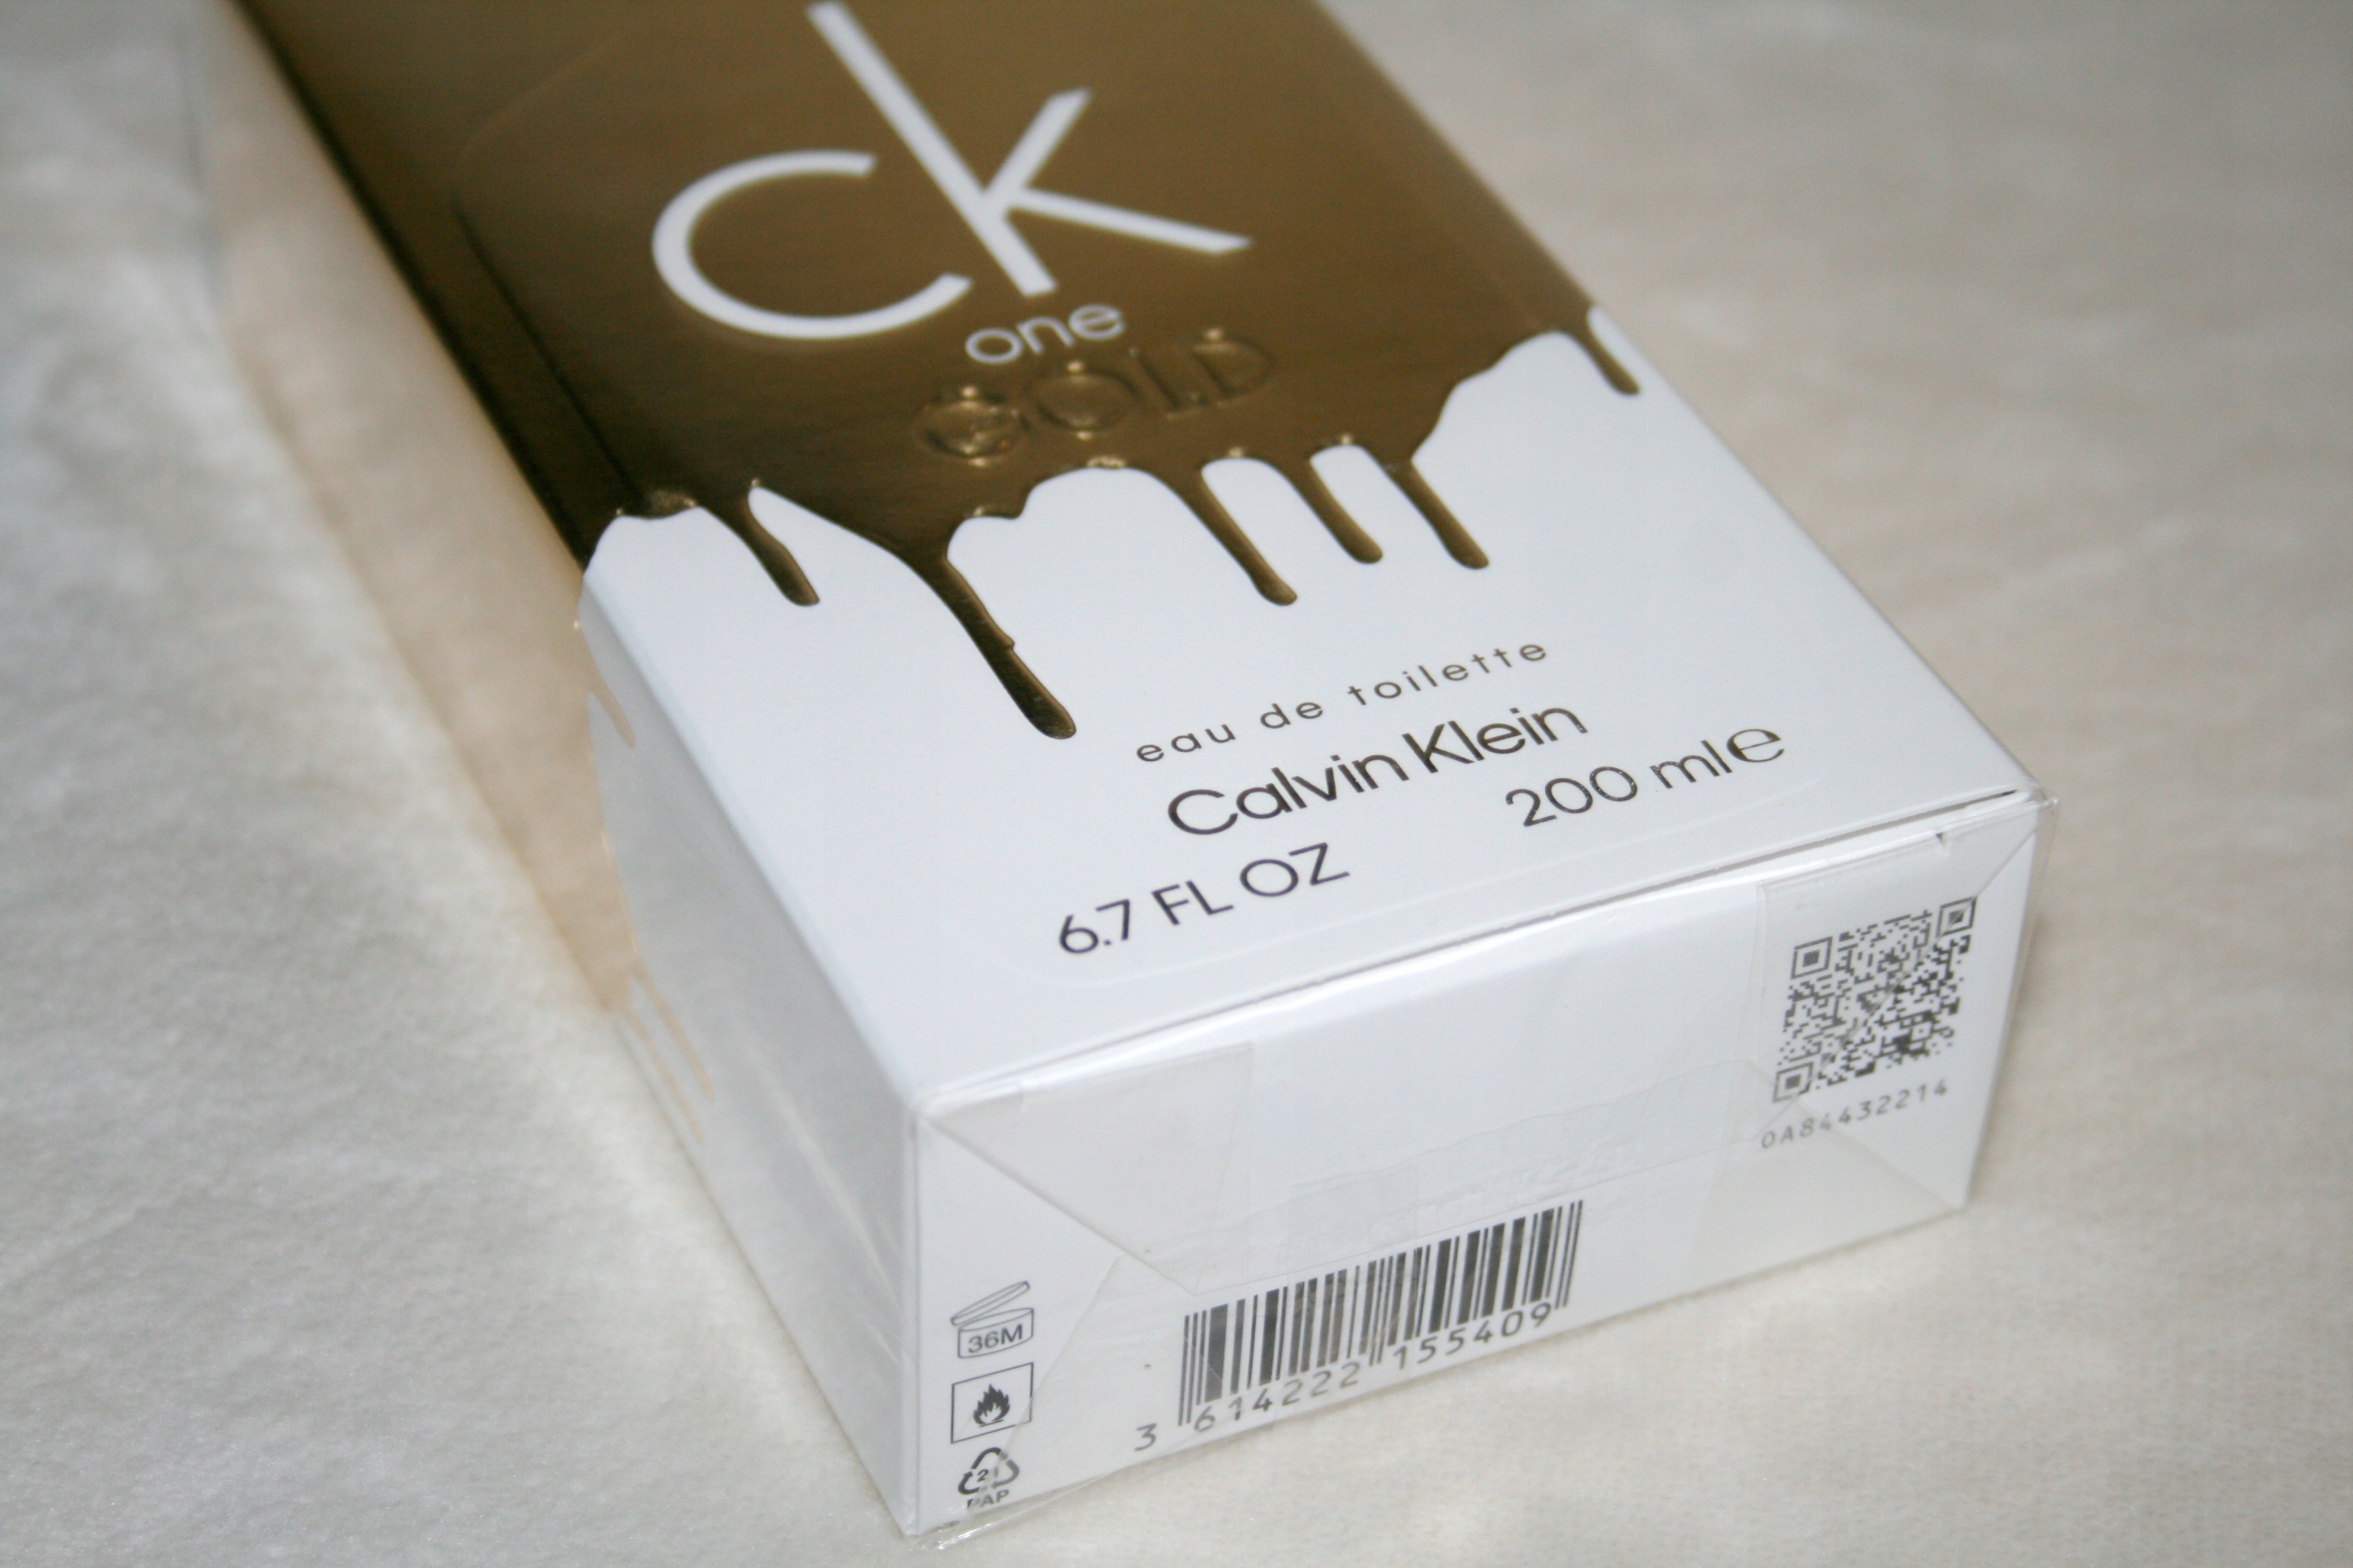 ck
one
GOLD
eau de toilette
Calvin Klein
6.7 FL OZ 200 ml℮
0A84432214
36M
3 614222 155409
21
PAP